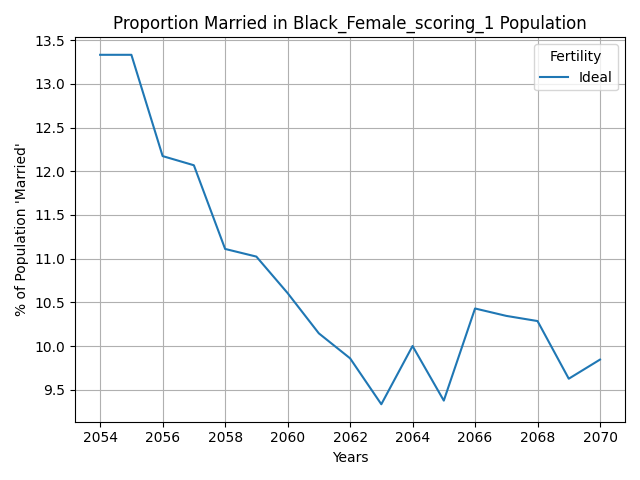 Proportion Married in Black_Female_scoring_1 Population
13.5
13.0
12.5
12.0
11.5
11.0
10.5
10.0
9.5
% of Population 'Married'
Fertility
Ideal
2054 2056 2058 2060 2062 2064 2066 2068 2070
Years